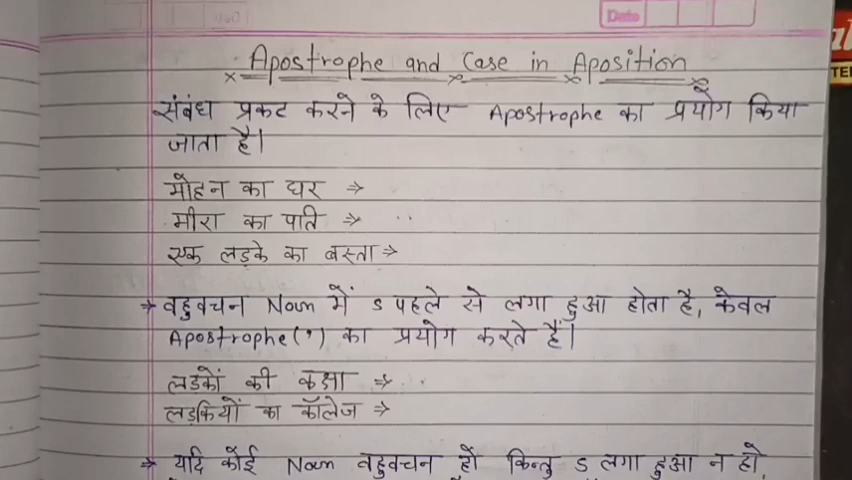 Date
Apostrophe and Case in Aposition
संबंध प्रकट करने के लिए Apostrophe का प्रयोग किया
जाता है।
मोहन का घर ⇒
मीरा का पति ⇒
एक लड़के का बस्ता ⇒
→ बहुवचन Noun में s पहले से लगा हुआ होता है, केवल
Apostrophe (') का प्रयोग करते हैं।
लडकों की कक्षा ⇒
लड़कियों का कॉलेज ⇒
→ यदि कोई Noun बहुवचन हो किन्तु s लगा हुआ न हो,